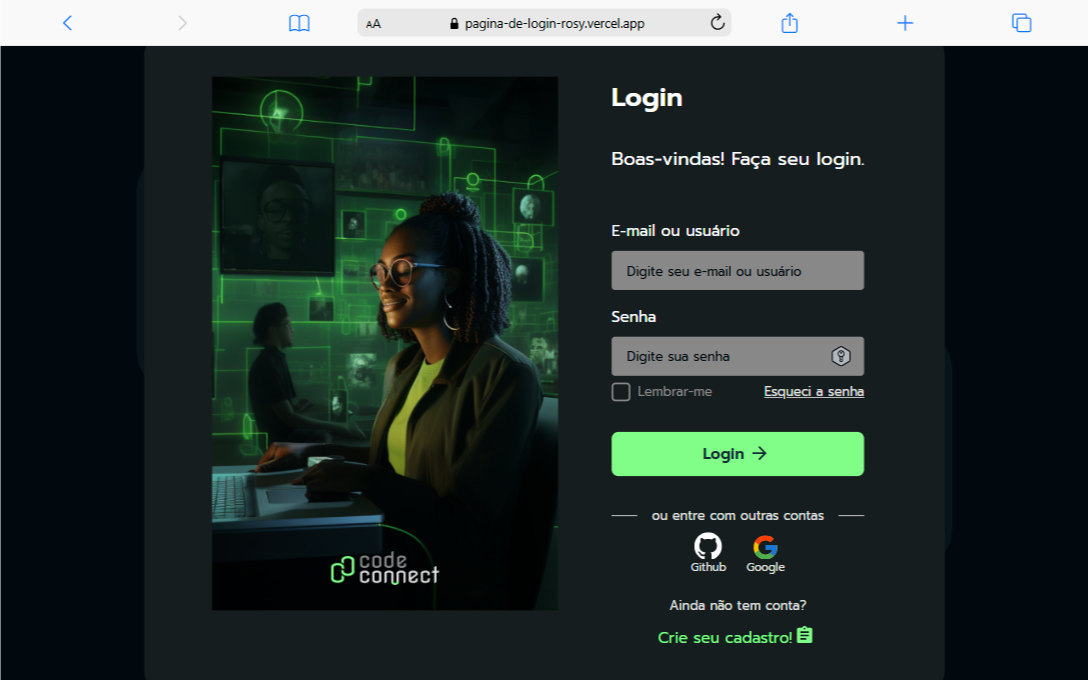 AA
pagina-de-login-rosy.vercel.app
code
connect
Login
Boas-vindas! Faça seu login.
E-mail ou usuário
Digite seu e-mail ou usuário
Senha
Digite sua senha
Lembrar-me Esqueci a senha
Login →
ou entre com outras contas
Github Google
Ainda não tem conta?
Crie seu cadastro!